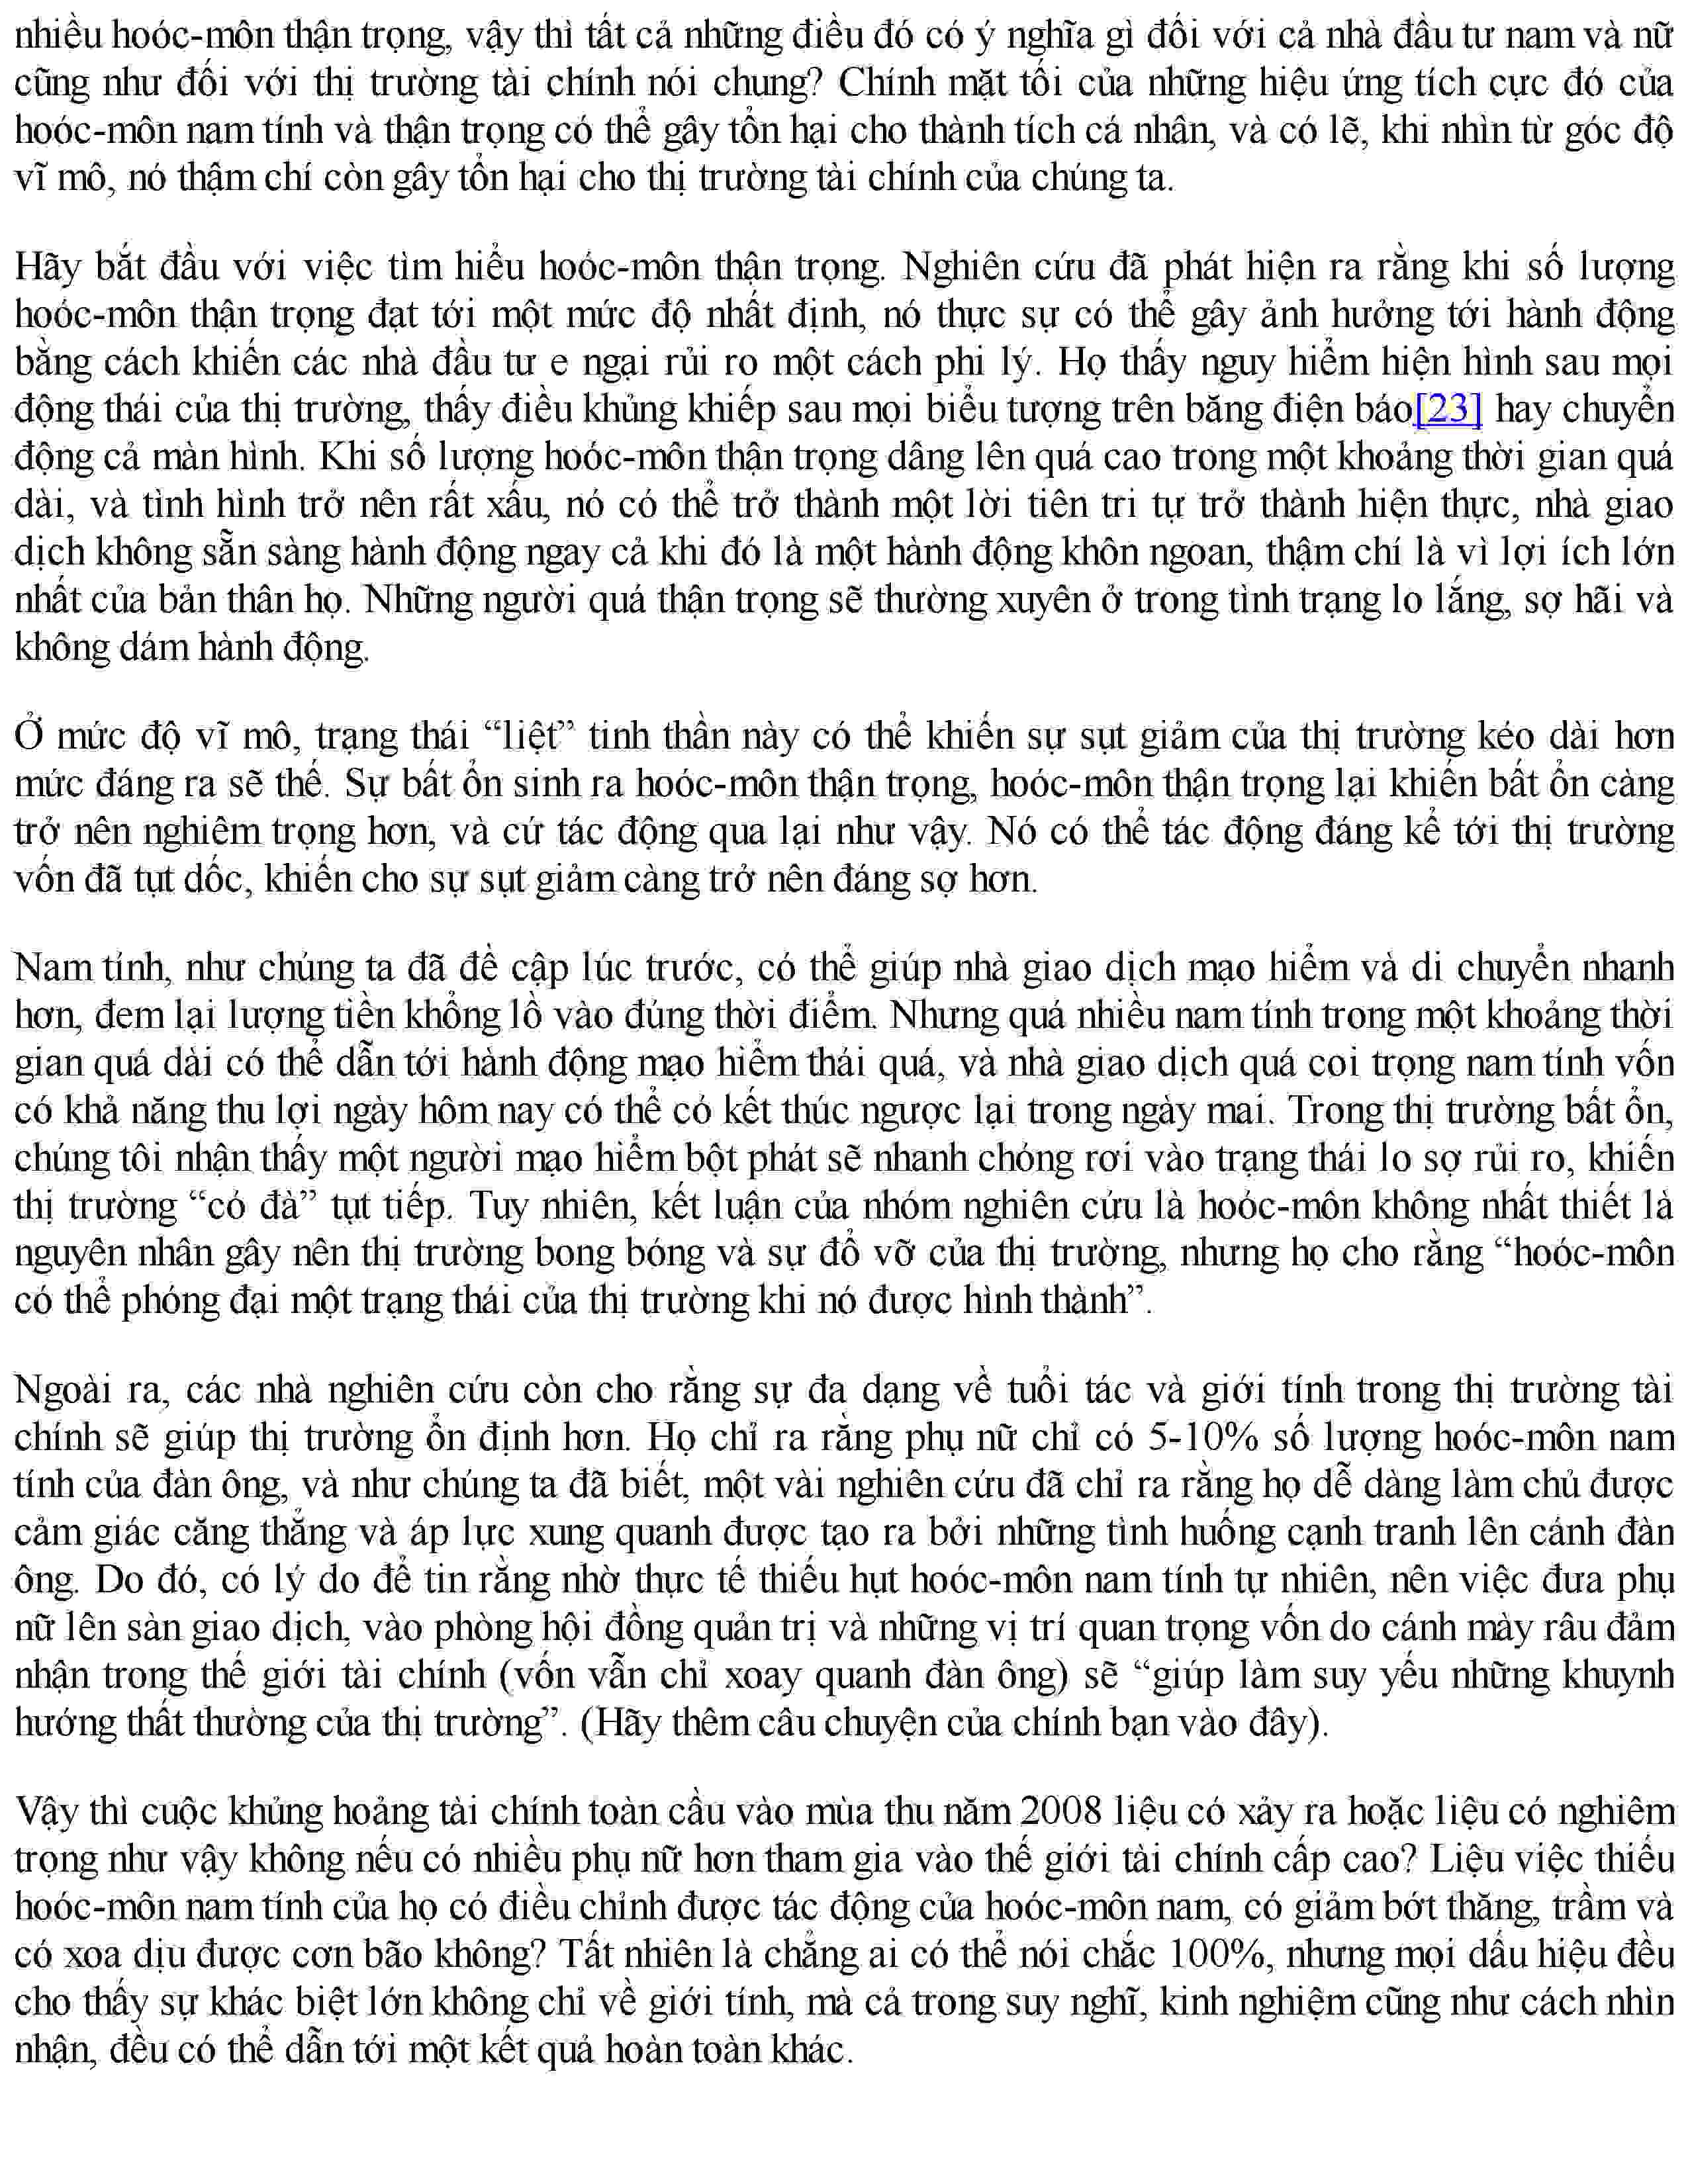 nhiều hoóc-môn thận trọng, vậy thì tất cả những điều đó có ý nghĩa gì đối với cả nhà đầu tư nam và nữ
cũng như đối với thị trường tài chính nói chung? Chính mặt tối của những hiệu ứng tích cực đó của
hoóc-môn nam tính và thận trọng có thể gây tổn hại cho thành tích cá nhân, và có lẽ, khi nhìn từ góc độ
vĩ mô, nó thậm chí còn gây tổn hại cho thị trường tài chính của chúng ta.

Hãy bắt đầu với việc tìm hiểu hoóc-môn thận trọng. Nghiên cứu đã phát hiện ra rằng khi số lượng
hoóc-môn thận trọng đạt tới một mức độ nhất định, nó thực sự có thể gây ảnh hưởng tới hành động
bằng cách khiến các nhà đầu tư e ngại rủi ro một cách phi lý. Họ thấy nguy hiểm hiện hình sau mọi
động thái của thị trường, thấy điều khủng khiếp sau mọi biểu tượng trên băng điện báo[23] hay chuyển
động cả màn hình. Khi số lượng hoóc-môn thận trọng dâng lên quá cao trong một khoảng thời gian quá
dài, và tình hình trở nên rất xấu, nó có thể trở thành một lời tiên tri tự trở thành hiện thực, nhà giao
dịch không sẵn sàng hành động ngay cả khi đó là một hành động khôn ngoan, thậm chí là vì lợi ích lớn
nhất của bản thân họ. Những người quá thận trọng sẽ thường xuyên ở trong tình trạng lo lắng, sợ hãi và
không dám hành động.

Ở mức độ vĩ mô, trạng thái “liệt” tinh thần này có thể khiến sự sụt giảm của thị trường kéo dài hơn
mức đáng ra sẽ thế. Sự bất ổn sinh ra hoóc-môn thận trọng, hoóc-môn thận trọng lại khiến bất ổn càng
trở nên nghiêm trọng hơn, và cứ tác động qua lại như vậy. Nó có thể tác động đáng kể tới thị trường
vốn đã tụt dốc, khiến cho sự sụt giảm càng trở nên đáng sợ hơn.

Nam tính, như chúng ta đã đề cập lúc trước, có thể giúp nhà giao dịch mạo hiểm và di chuyển nhanh
hơn, đem lại lượng tiền khổng lồ vào đúng thời điểm. Nhưng quá nhiều nam tính trong một khoảng thời
gian quá dài có thể dẫn tới hành động mạo hiểm thái quá, và nhà giao dịch quá coi trọng nam tính vốn
có khả năng thu lợi ngày hôm nay có thể có kết thúc ngược lại trong ngày mai. Trong thị trường bất ổn,
chúng tôi nhận thấy một người mạo hiểm bột phát sẽ nhanh chóng rơi vào trạng thái lo sợ rủi ro, khiến
thị trường “có đà” tụt tiếp. Tuy nhiên, kết luận của nhóm nghiên cứu là hoóc-môn không nhất thiết là
nguyên nhân gây nên thị trường bong bóng và sự đổ vỡ của thị trường, nhưng họ cho rằng “hoóc-môn
có thể phóng đại một trạng thái của thị trường khi nó được hình thành”.

Ngoài ra, các nhà nghiên cứu còn cho rằng sự đa dạng về tuổi tác và giới tính trong thị trường tài
chính sẽ giúp thị trường ổn định hơn. Họ chỉ ra rằng phụ nữ chỉ có 5-10% số lượng hoóc-môn nam
tính của đàn ông, và như chúng ta đã biết, một vài nghiên cứu đã chỉ ra rằng họ dễ dàng làm chủ được
cảm giác căng thẳng và áp lực xung quanh được tạo ra bởi những tình huống cạnh tranh lên cánh đàn
ông. Do đó, có lý do để tin rằng nhờ thực tế thiếu hụt hoóc-môn nam tính tự nhiên, nên việc đưa phụ
nữ lên sàn giao dịch, vào phòng hội đồng quản trị và những vị trí quan trọng vốn do cánh mày râu đảm
nhận trong thế giới tài chính (vốn vẫn chỉ xoay quanh đàn ông) sẽ “giúp làm suy yếu những khuynh
hướng thất thường của thị trường”. (Hãy thêm câu chuyện của chính bạn vào đây).

Vậy thì cuộc khủng hoảng tài chính toàn cầu vào mùa thu năm 2008 liệu có xảy ra hoặc liệu có nghiêm
trọng như vậy không nếu có nhiều phụ nữ hơn tham gia vào thế giới tài chính cấp cao? Liệu việc thiếu
hoóc-môn nam tính của họ có điều chỉnh được tác động của hoóc-môn nam, có giảm bớt thăng, trầm và
có xoa dịu được cơn bão không? Tất nhiên là chẳng ai có thể nói chắc 100%, nhưng mọi dấu hiệu đều
cho thấy sự khác biệt lớn không chỉ về giới tính, mà cả trong suy nghĩ, kinh nghiệm cũng như cách nhìn
nhận, đều có thể dẫn tới một kết quả hoàn toàn khác.